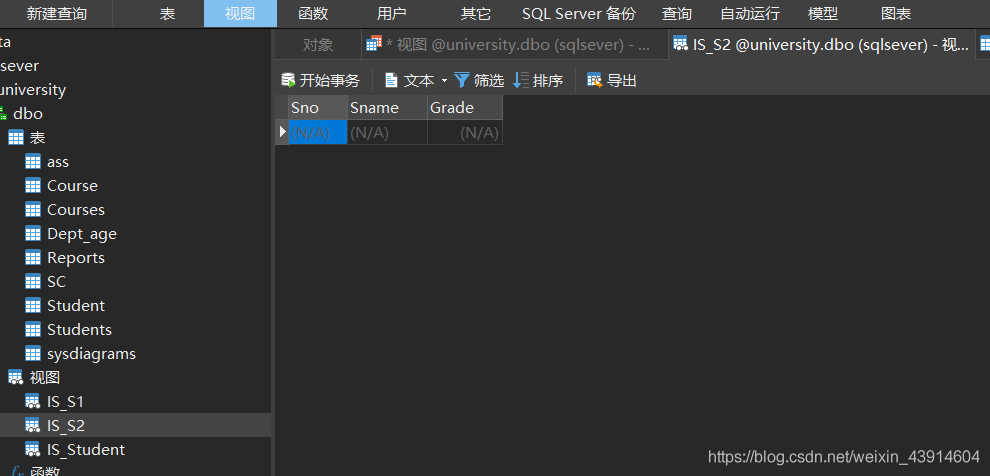 新建查询 表 视图 函数 用户 其它 SQL Server 备份 查询 自动运行 模型 图表
ta
sever
university
dbo
表
ass
Course
Courses
Dept_age
Reports
SC
Student
Students
sysdiagrams
视图
IS_S1
IS_S2
IS_Student
函数
对象 * 视图 @university.dbo (sqlsever) - ... IS_S2 @university.dbo (sqlsever) - 视...
开始事务 文本 筛选 排序 导出
Sno Sname Grade
(N/A) (N/A) (N/A)
https://blog.csdn.net/weixin_43914604